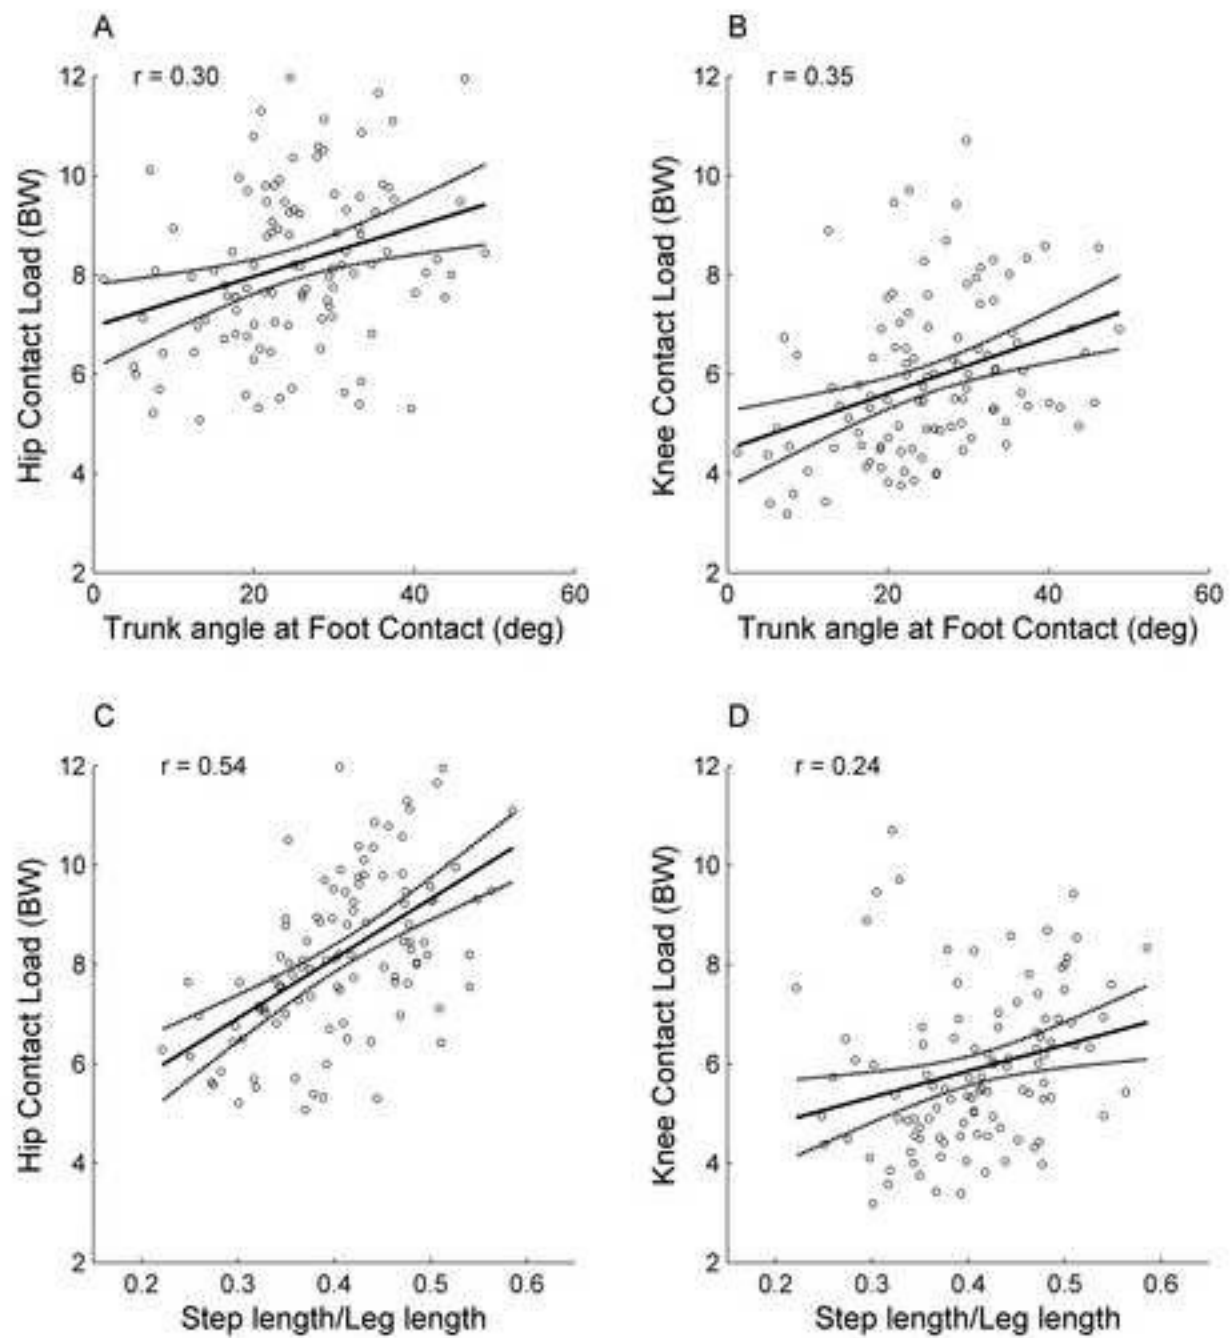 A
r = 0.30
12
10
8
6
4
2
Hip Contact Load (BW)
0 20 40 60
Trunk angle at Foot Contact (deg)
B
r = 0.35
12
10
8
6
4
2
Knee Contact Load (BW)
0 20 40 60
Trunk angle at Foot Contact (deg)
C
r = 0.54
12
10
8
6
4
2
Hip Contact Load (BW)
0.2 0.3 0.4 0.5 0.6
Step length/Leg length
D
r = 0.24
12
10
8
6
4
2
Knee Contact Load (BW)
0.2 0.3 0.4 0.5 0.6
Step length/Leg length